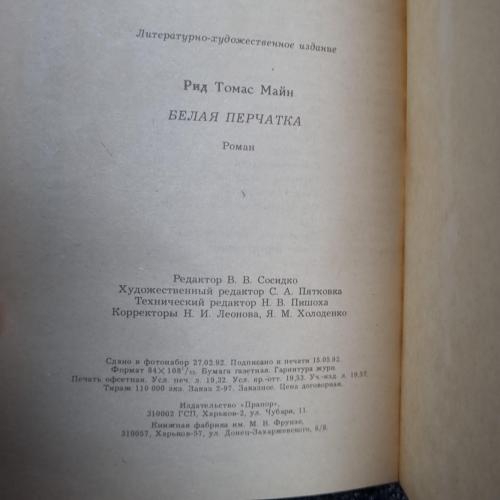 Литературно-художественное издание
Рид Томас Майн
БЕЛАЯ ПЕРЧАТКА
Роман
Редактор В. В. Сосидко
Художественный редактор С. А. Пятковка
Технический редактор Н. В. Пишоха
Корректоры Н. И. Леонова, Я. М. Холоденко
Сдано в фотонабор 27.02.92. Подписано к печати 15.05.92.
Формат 84×108¹/₃₂. Бумага газетная. Гарнитура журн.
Печать офсетная. Усл. печ. л. 19,32. Усл. кр.-отт. 19,53. Уч.-изд. л. 19,57.
Тираж 110 000 экз. Заказ 2-97. Заказное. Цена договорная.
Издательство «Прапор».
310002 ГСП, Харьков-2, ул. Чубаря, 11.
Книжная фабрика им. М. В. Фрунзе,
310057, Харьков-57, ул. Донец-Захаржевского, 6/8.